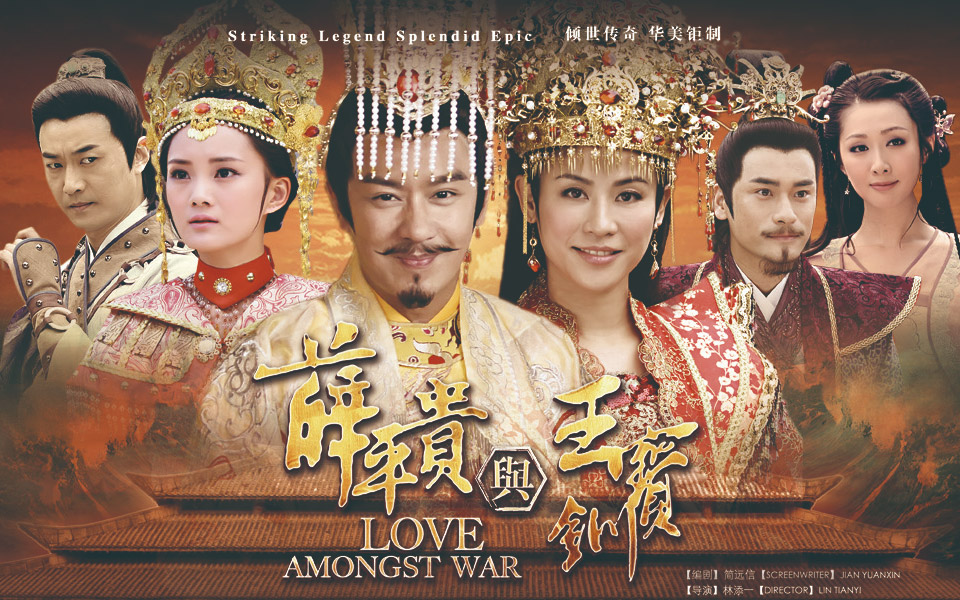 Striking Legend Splendid Epic 倾世传奇 华美钜制
薛平貴
與
王寶釧
LOVE
AMONGST WAR
【编剧】简远信【SCREENWRITER】JIAN YUANXIN
【导演】林添一【DIRECTOR】LIN TIANYI